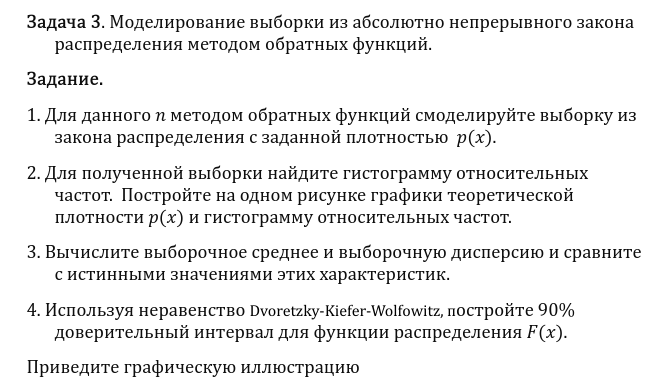 Задача 3. Моделирование выборки из абсолютно непрерывного закона
распределения методом обратных функций.
Задание.
1. Для данного n методом обратных функций смоделируйте выборку из
закона распределения с заданной плотностью p(x).
2. Для полученной выборки найдите гистограмму относительных
частот. Постройте на одном рисунке графики теоретической
плотности p(x) и гистограмму относительных частот.
3. Вычислите выборочное среднее и выборочную дисперсию и сравните
с истинными значениями этих характеристик.
4. Используя неравенство Dvoretzky-Kiefer-Wolfowitz, постройте 90%
доверительный интервал для функции распределения F(x).
Приведите графическую иллюстрацию